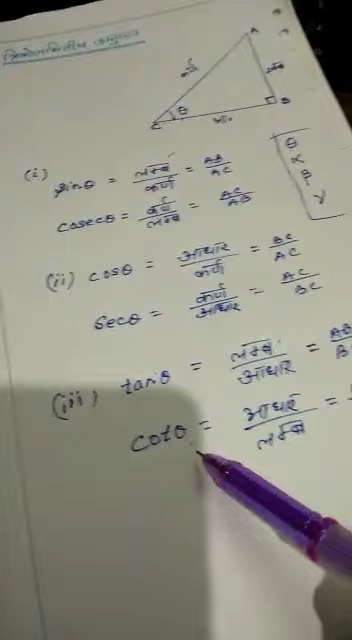 त्रिकोणमितीय अनुपात
A
कर्ण
लम्ब
θ
C
B
आ०
(i) sinθ = लम्ब/कर्ण = AB/AC
cosecθ = कर्ण/लम्ब = AC/AB
θ
α
β
γ
(ii) cosθ = आधार/कर्ण = BC/AC
secθ = कर्ण/आधार = AC/BC
(iii) tanθ = लम्ब/आधार = AB/B
cotθ = आधार/लम्ब =